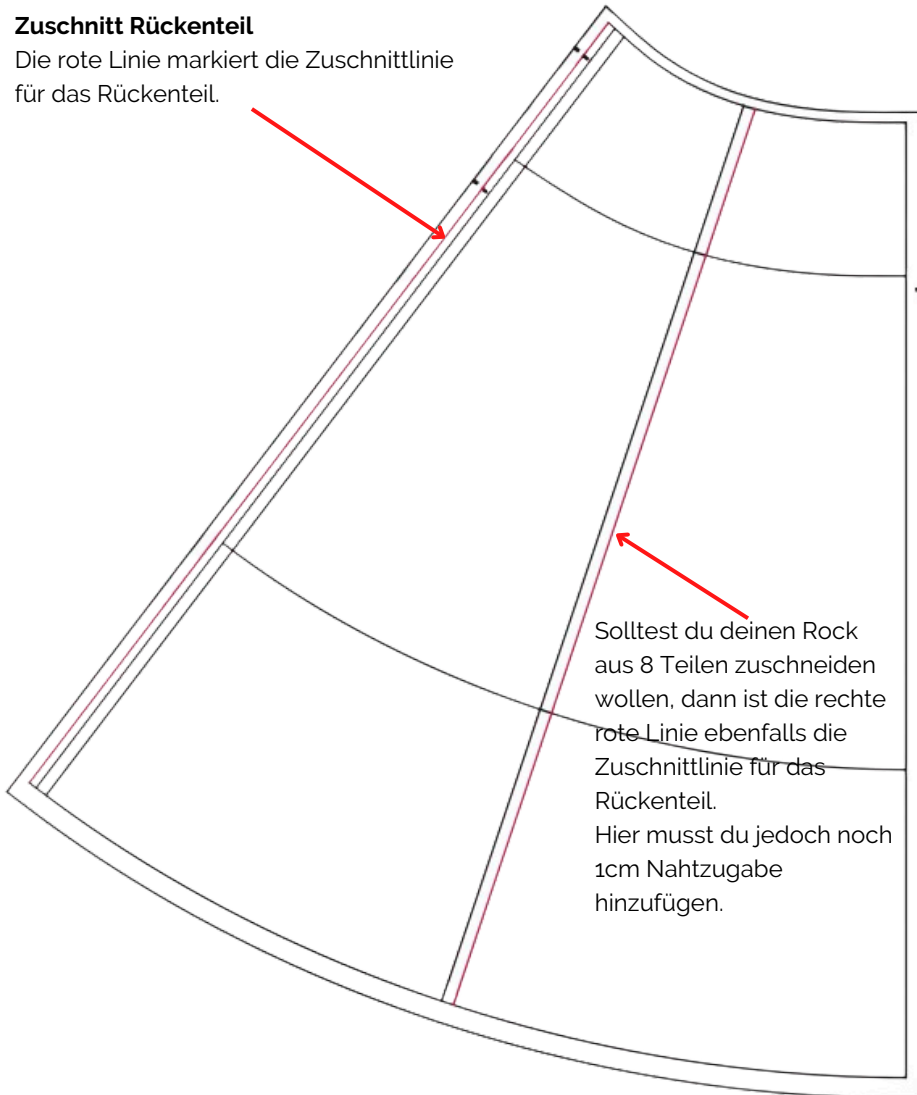 Zuschnitt Rückenteil
Die rote Linie markiert die Zuschnittlinie
für das Rückenteil.
Solltest du deinen Rock
aus 8 Teilen zuschneiden
wollen, dann ist die rechte
rote Linie ebenfalls die
Zuschnittlinie für das
Rückenteil.
Hier musst du jedoch noch
1cm Nahtzugabe
hinzufügen.